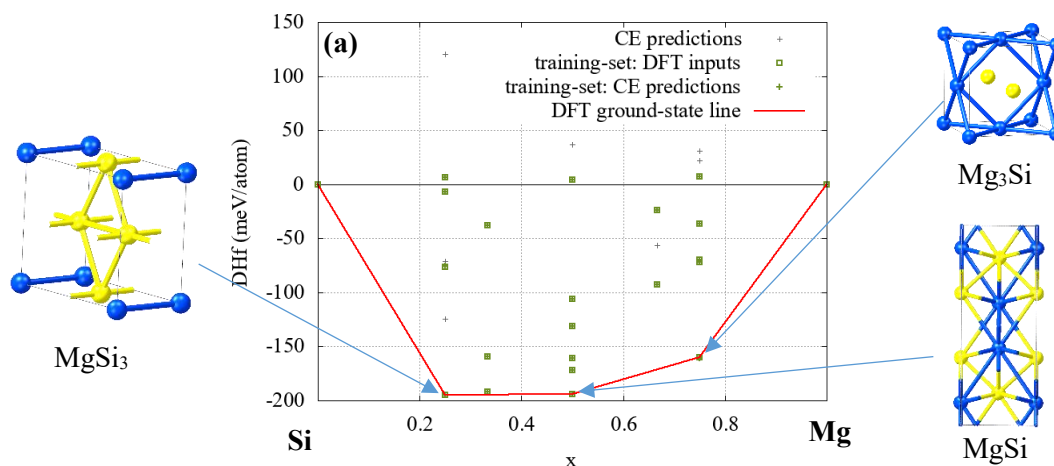 (a)
CE predictions
training-set: DFT inputs
training-set: CE predictions
DFT ground-state line
DHf (meV/atom)
150
100
50
0
-50
-100
-150
-200
0.2
0.4
0.6
0.8
Si
Mg
x
MgSi₃
Mg₃Si
MgSi